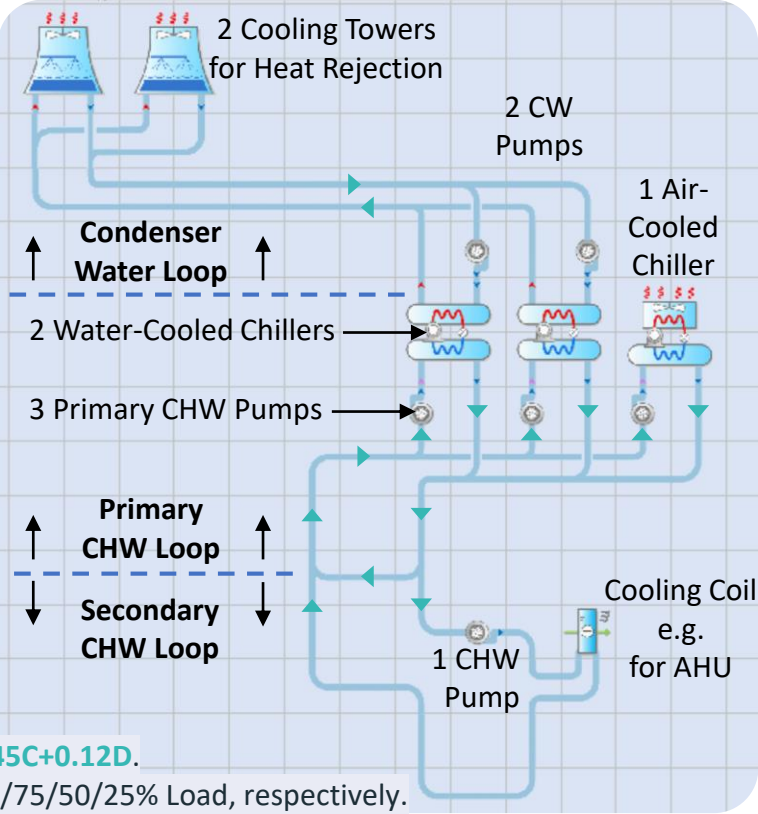 2 Cooling Towers
for Heat Rejection
2 CW
Pumps
1 Air-
Cooled
Chiller
Condenser
Water Loop
2 Water-Cooled Chillers
3 Primary CHW Pumps
Primary
CHW Loop
Secondary
CHW Loop
1 CHW
Pump
Cooling Coil
e.g.
for AHU
45C+0.12D.
/75/50/25% Load, respectively.